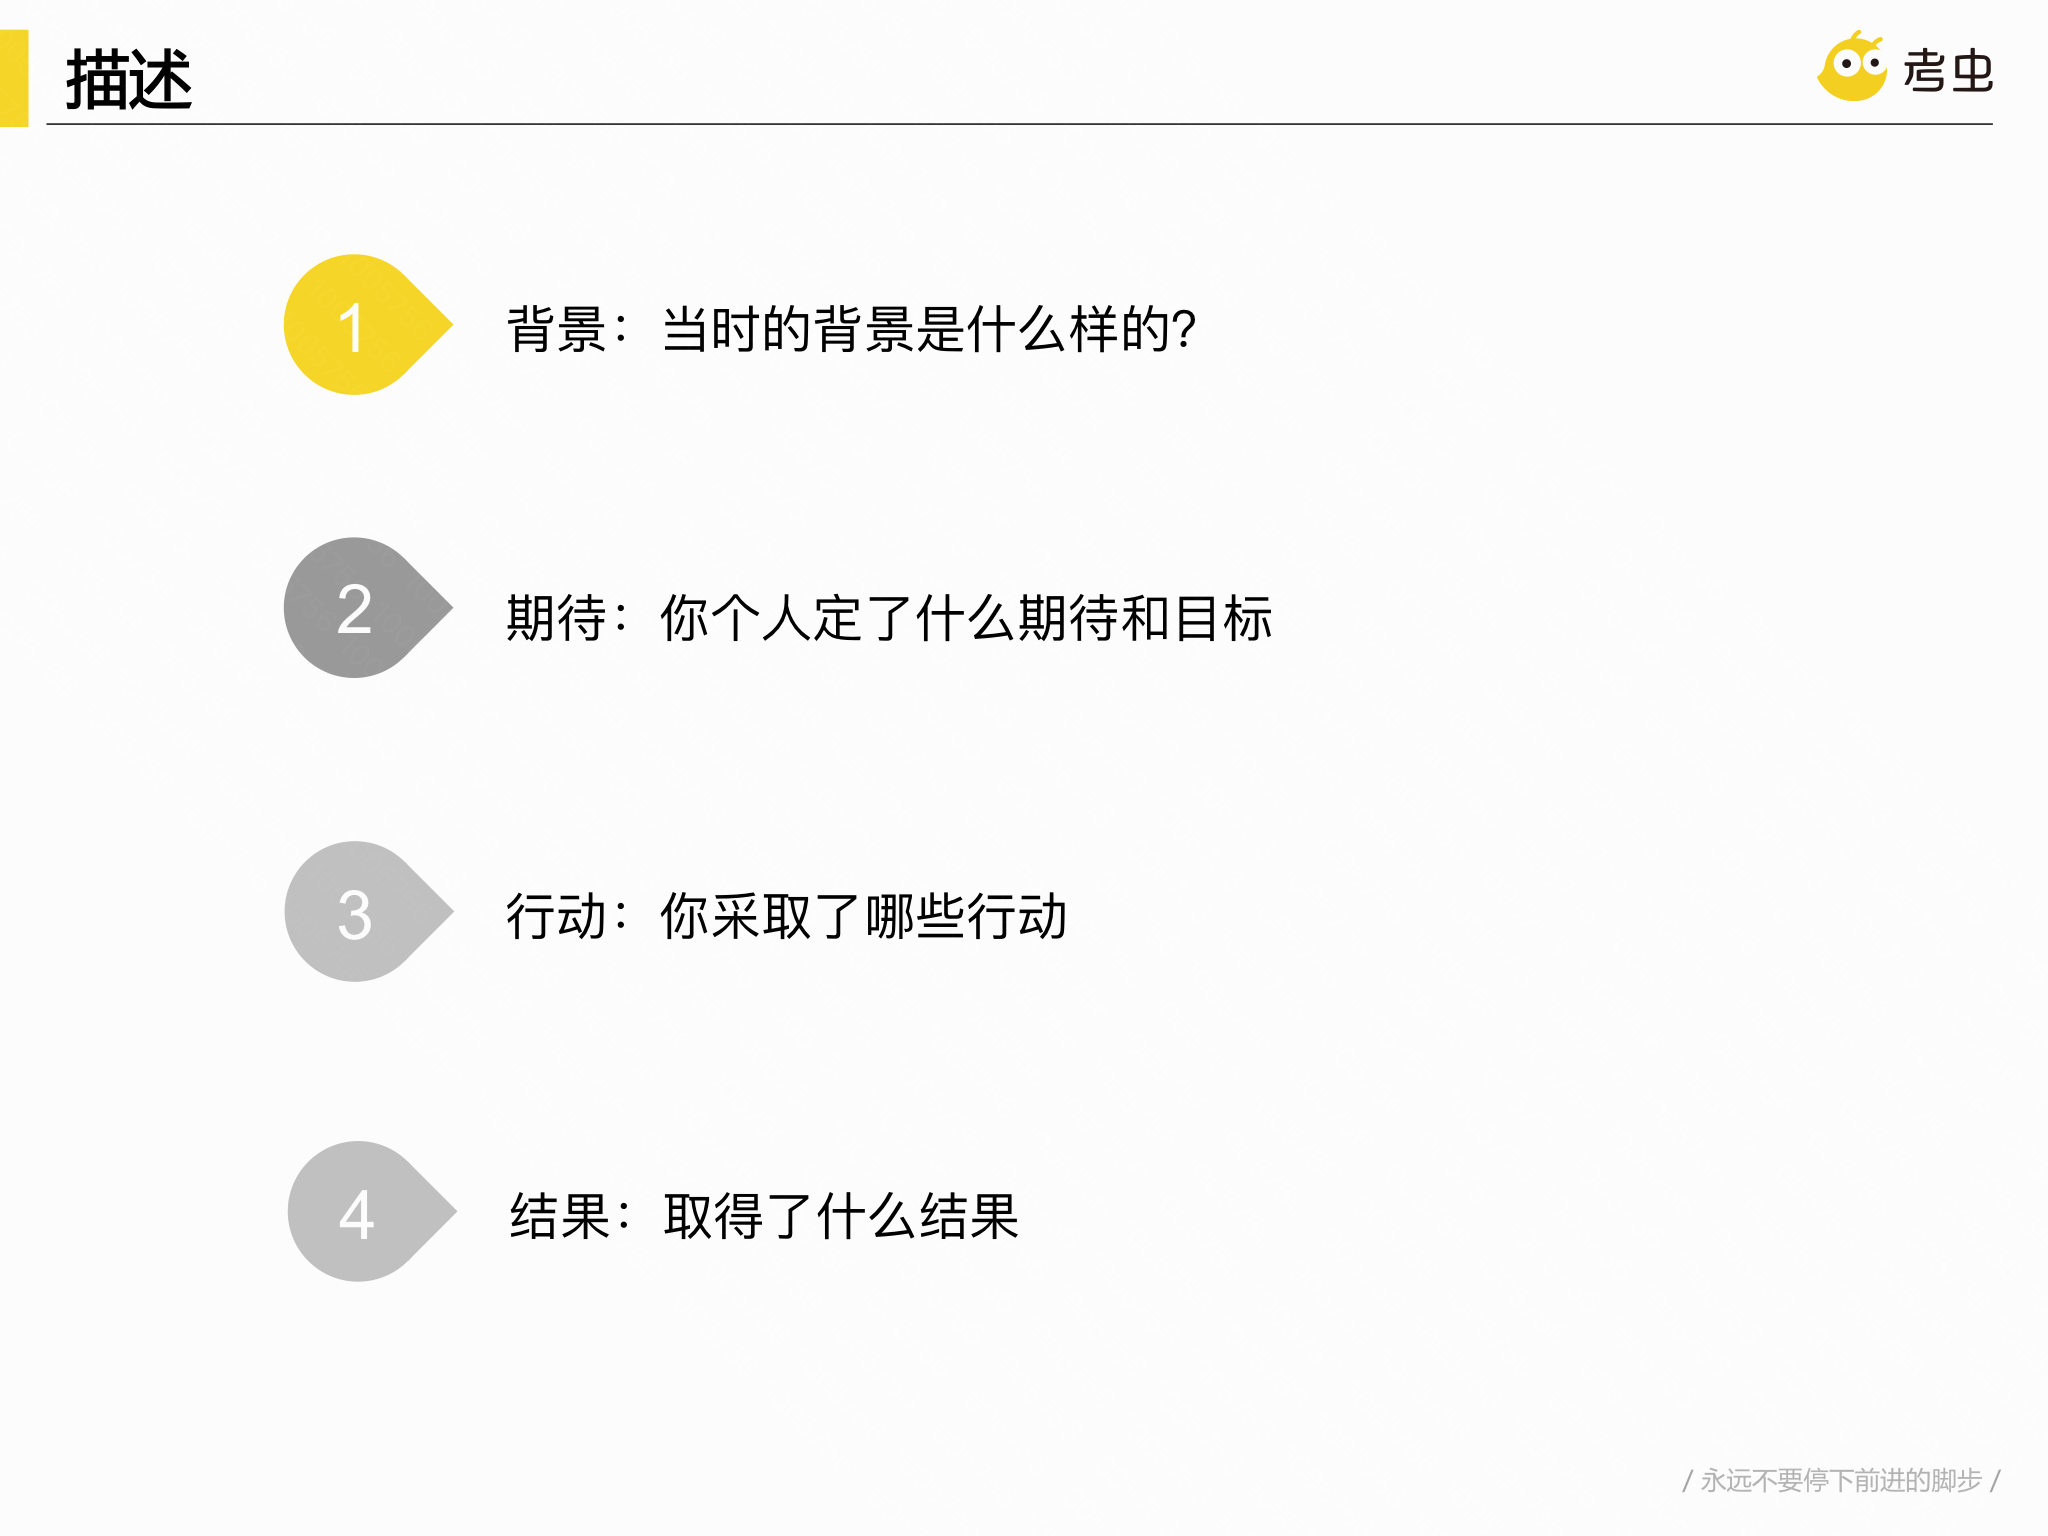 描述
考虫
1
背景：当时的背景是什么样的？
2
期待：你个人定了什么期待和目标
3
行动：你采取了哪些行动
4
结果：取得了什么结果
/ 永远不要停下前进的脚步 /